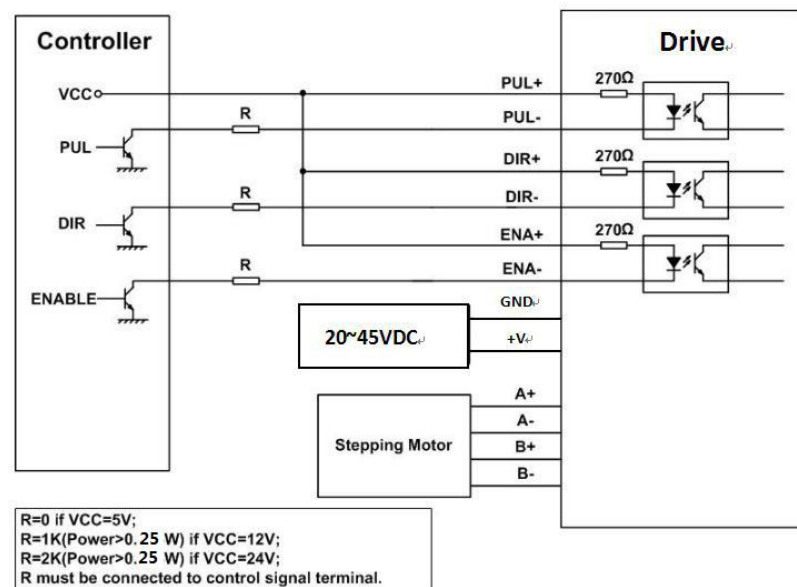 Controller
Drive
VCC
PUL+
270Ω
R
PUL-
PUL
DIR+
270Ω
R
DIR-
DIR
ENA+
270Ω
R
ENA-
ENABLE
GND
20~45VDC
+V
A+
A-
Stepping Motor
B+
B-
R=0 if VCC=5V;
R=1K(Power>0.25 W) if VCC=12V;
R=2K(Power>0.25 W) if VCC=24V;
R must be connected to control signal terminal.